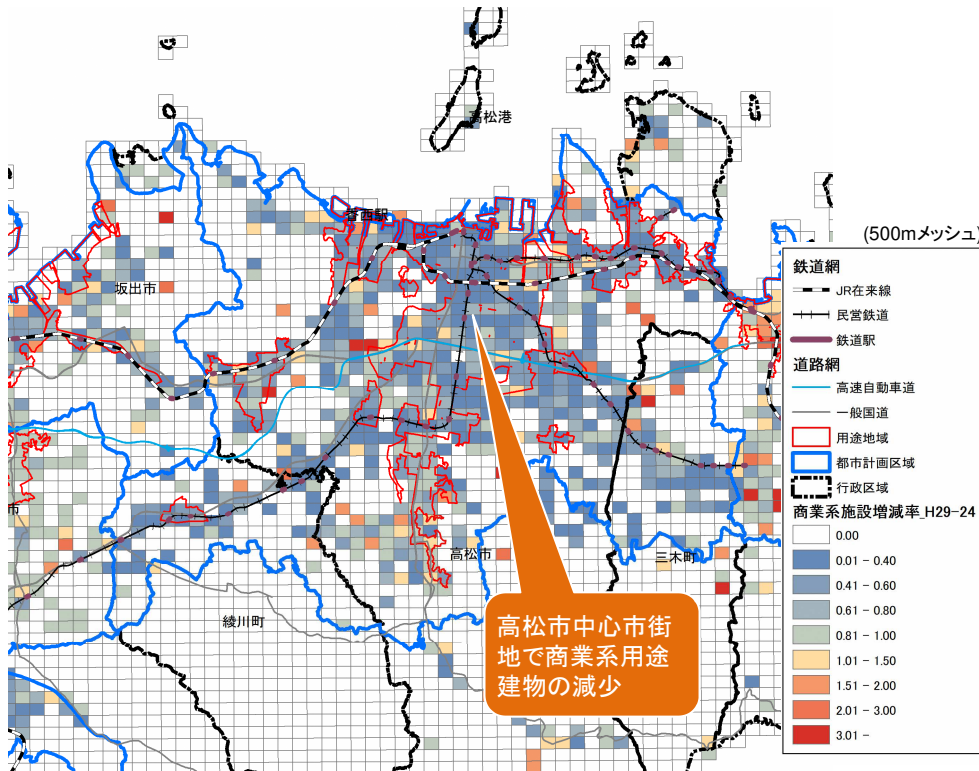 高松港
香西駅
(500mメッシュ)
坂出市
鉄道網
JR在来線
民営鉄道
鉄道駅
道路網
高速自動車道
一般国道
用途地域
都市計画区域
行政区域
商業系施設増減率_H29-24
0.00
0.01 - 0.40
0.41 - 0.60
0.61 - 0.80
0.81 - 1.00
1.01 - 1.50
1.51 - 2.00
2.01 - 3.00
3.01 -
市
高松市
三木町
綾川町
高松市中心市街
地で商業系用途
建物の減少